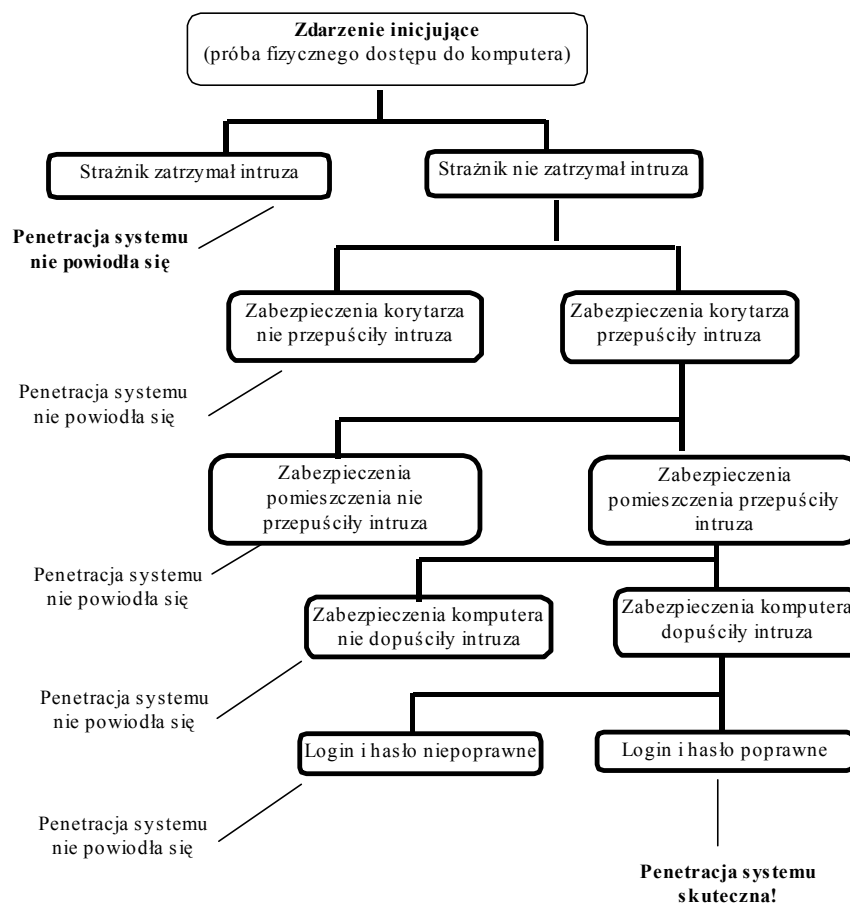 Zdarzenie inicjujące
(próba fizycznego dostępu do komputera)
Strażnik zatrzymał intruza
Strażnik nie zatrzymał intruza
Penetracja systemu
nie powiodła się
Zabezpieczenia korytarza
nie przepuściły intruza
Zabezpieczenia korytarza
przepuściły intruza
Penetracja systemu
nie powiodła się
Zabezpieczenia
pomieszczenia nie
przepuściły intruza
Zabezpieczenia
pomieszczenia przepuściły
intruza
Penetracja systemu
nie powiodła się
Zabezpieczenia komputera
nie dopuściły intruza
Zabezpieczenia komputera
dopuściły intruza
Penetracja systemu
nie powiodła się
Login i hasło niepoprawne
Login i hasło poprawne
Penetracja systemu
nie powiodła się
Penetracja systemu
skuteczna!